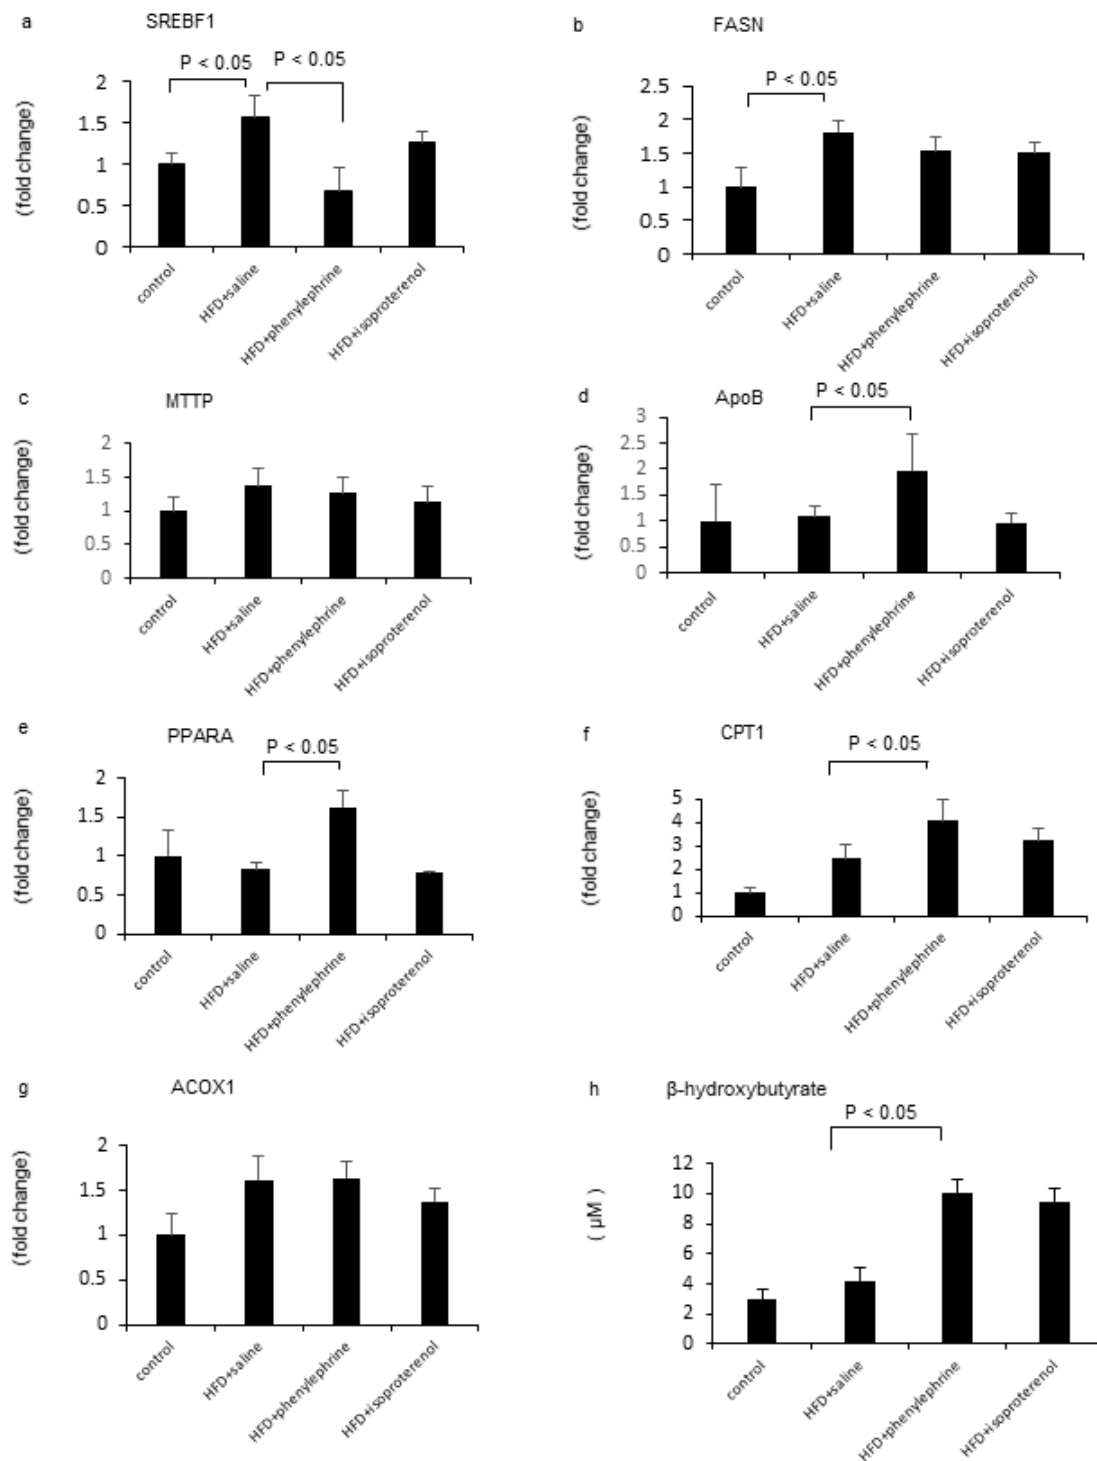 a
SREBF1
P < 0.05
P < 0.05
(fold change)
2
1.5
1
0.5
0
control
HFD+saline
HFD+phenylephrine
HFD+isoproterenol
b
FASN
P < 0.05
(fold change)
2.5
2
1.5
1
0.5
0
control
HFD+saline
HFD+phenylephrine
HFD+isoproterenol
c
MTTP
(fold change)
2
1.5
1
0.5
0
control
HFD+saline
HFD+phenylephrine
HFD+isoproterenol
d
ApoB
P < 0.05
(fold change)
3
2.5
2
1.5
1
0.5
0
control
HFD+saline
HFD+phenylephrine
HFD+isoproterenol
e
PPARA
P < 0.05
(fold change)
2
1.5
1
0.5
0
control
HFD+saline
HFD+phenylephrine
HFD+isoproterenol
f
CPT1
P < 0.05
(fold change)
5
4
3
2
1
0
control
HFD+saline
HFD+phenylephrine
HFD+isoproterenol
g
ACOX1
(fold change)
2
1.5
1
0.5
0
control
HFD+saline
HFD+phenylephrine
HFD+isoproterenol
h
β-hydroxybutyrate
P < 0.05
( μM )
12
10
8
6
4
2
0
control
HFD+saline
HFD+phenylephrine
HFD+isoproterenol